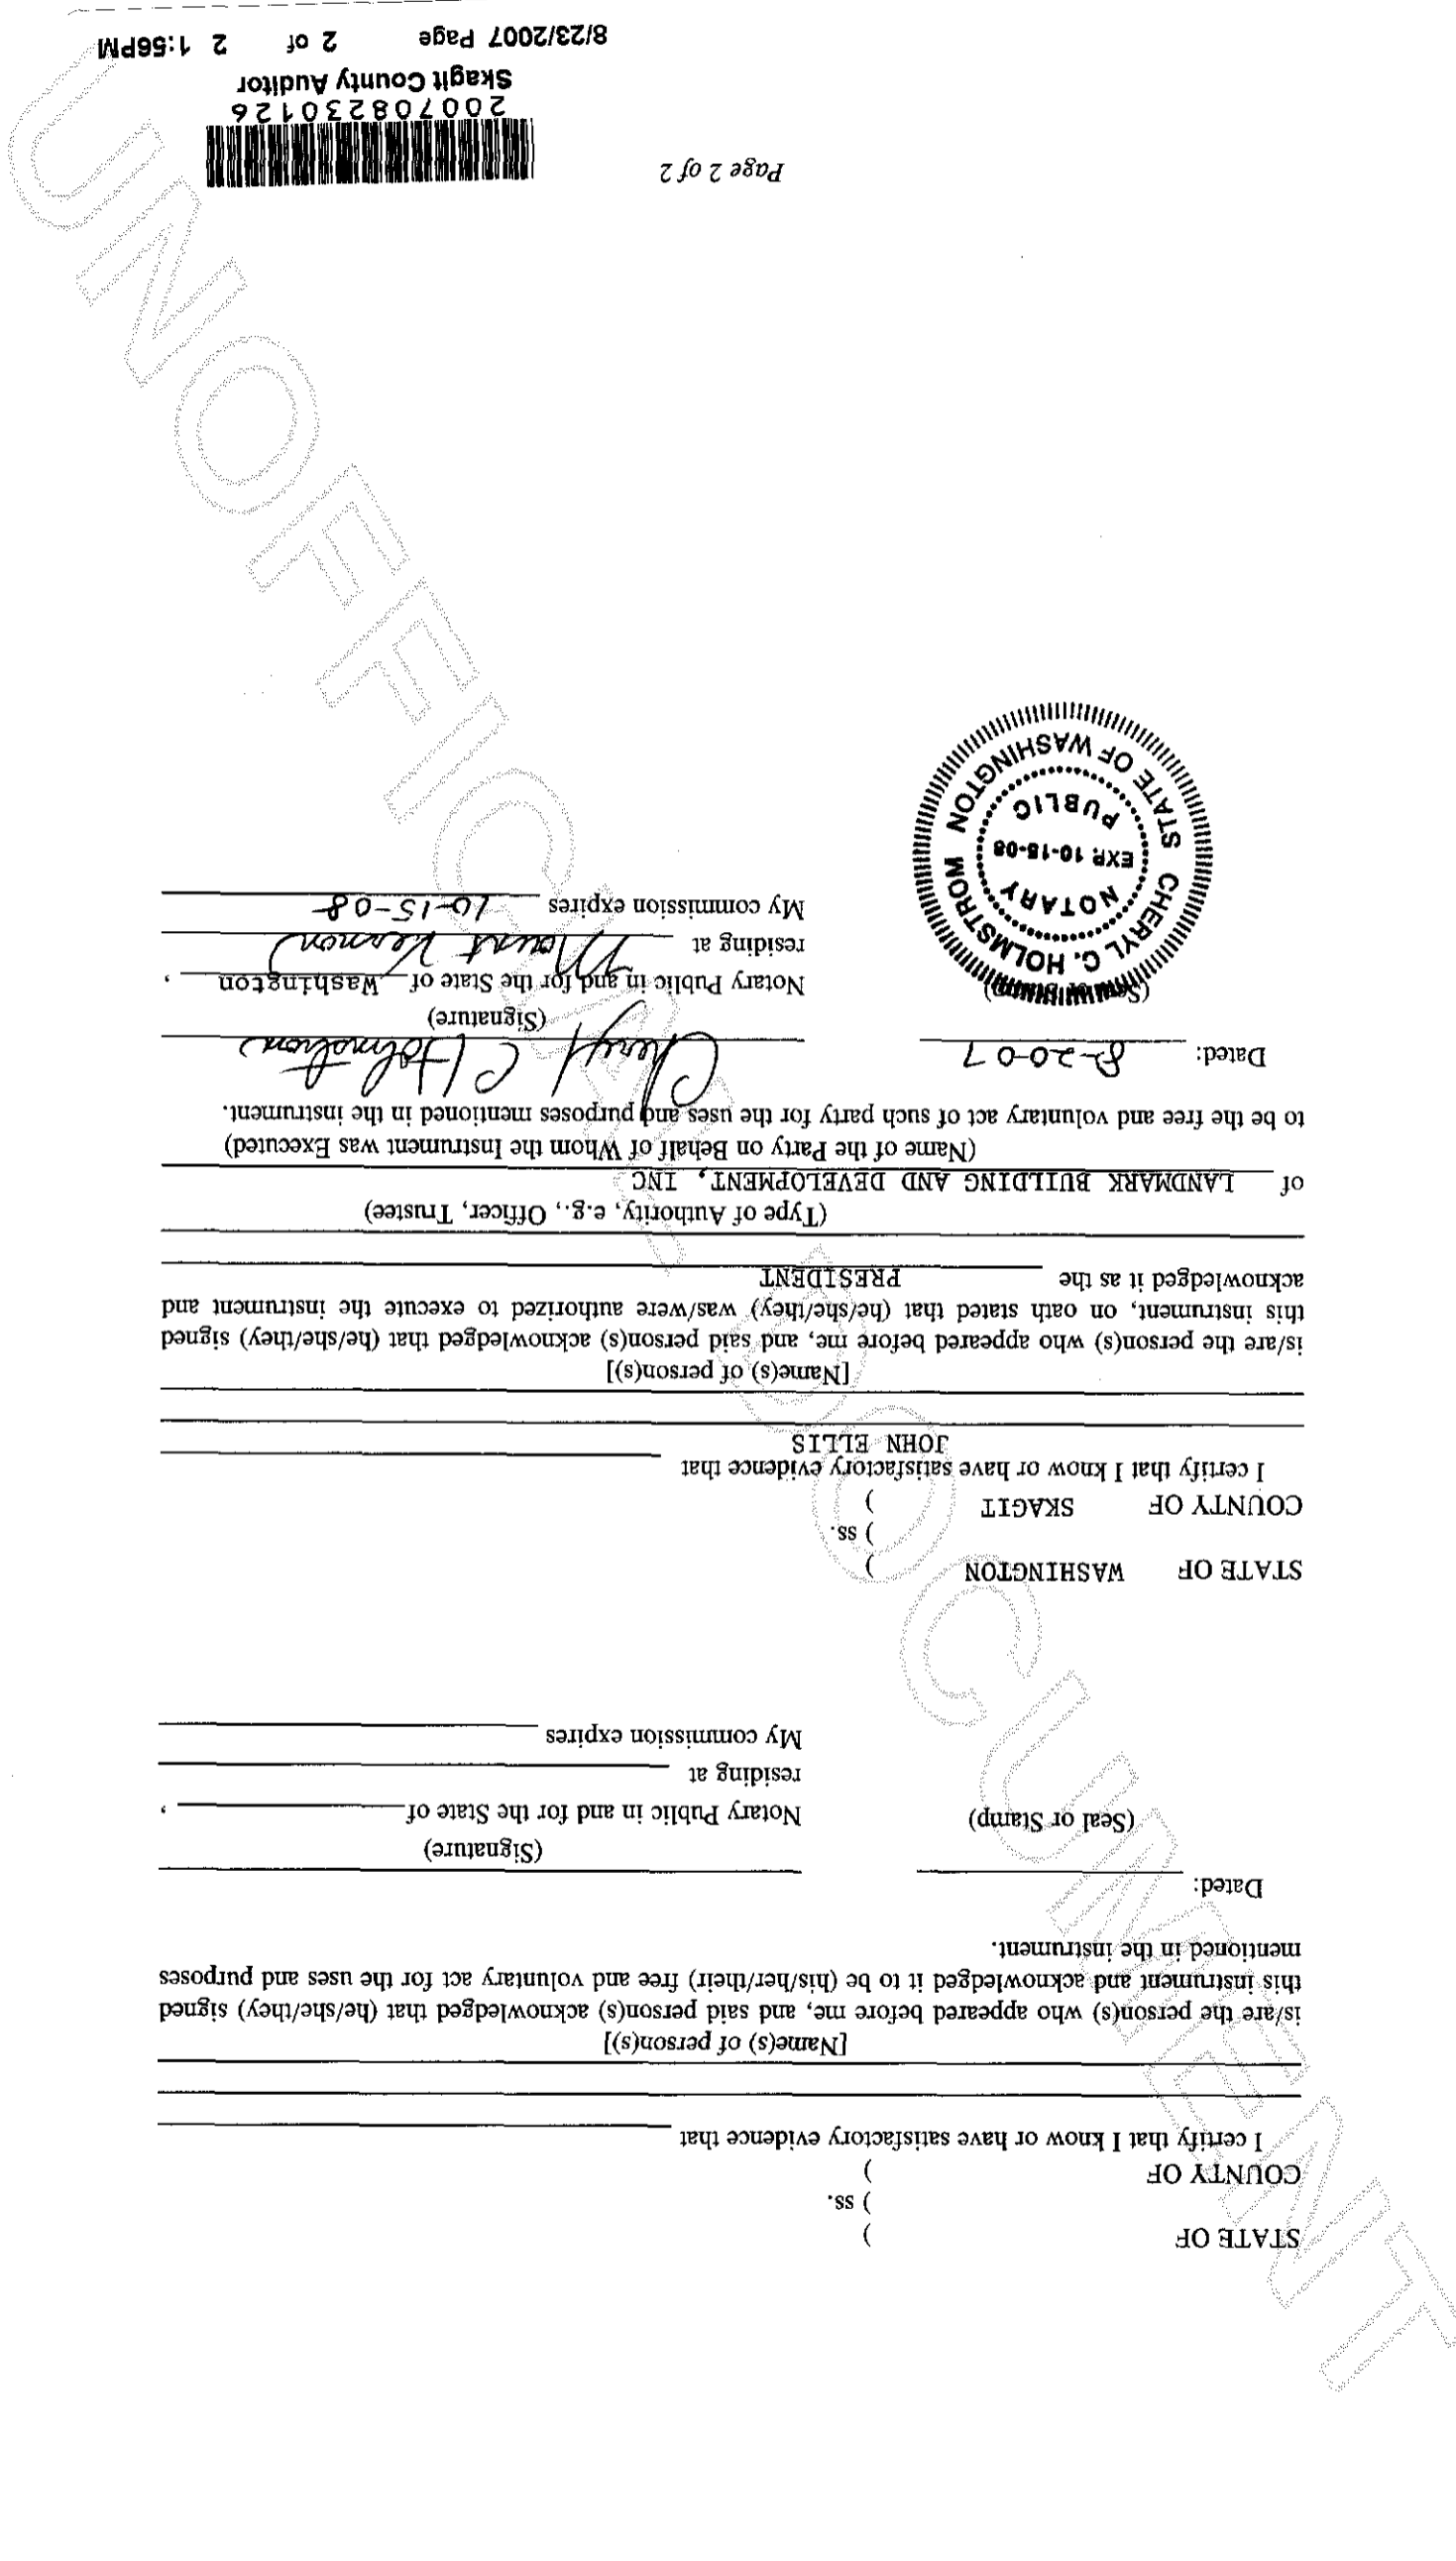 STATE OF )
) ss.
COUNTY OF )
I certify that I know or have satisfactory evidence that
[Name(s) of person(s)]
is/are the person(s) who appeared before me, and said person(s) acknowledged that (he/she/they) signed
this instrument and acknowledged it to be (his/her/their) free and voluntary act for the uses and purposes
mentioned in the instrument.
Dated:
(Signature)
(Seal or Stamp) Notary Public in and for the State of ,
residing at
My commission expires
STATE OF WASHINGTON )
) ss.
COUNTY OF SKAGIT )
I certify that I know or have satisfactory evidence that
JOHN ELLIS
[Name(s) of person(s)]
is/are the person(s) who appeared before me, and said person(s) acknowledged that (he/she/they) signed
this instrument, on oath stated that (he/she/they) was/were authorized to execute the instrument and
acknowledged it as the PRESIDENT
(Type of Authority, e.g., Officer, Trustee)
of LANDMARK BUILDING AND DEVELOPMENT, INC
(Name of the Party on Behalf of Whom the Instrument was Executed)
to be the free and voluntary act of such party for the uses and purposes mentioned in the instrument.
Dated: 8-20-07 Cheryl C Holmstrom
(Signature)
Notary Public in and for the State of Washington ,
residing at Mount Vernon
My commission expires 10-15-08
CHERYL C. HOLMSTROM
NOTARY
EXP. 10-15-08
PUBLIC
STATE OF WASHINGTON
Page 2 of 2
200708230126
Skagit County Auditor
8/23/2007 Page 2 of 2 1:56PM
UNOFFICIAL DOCUMENT